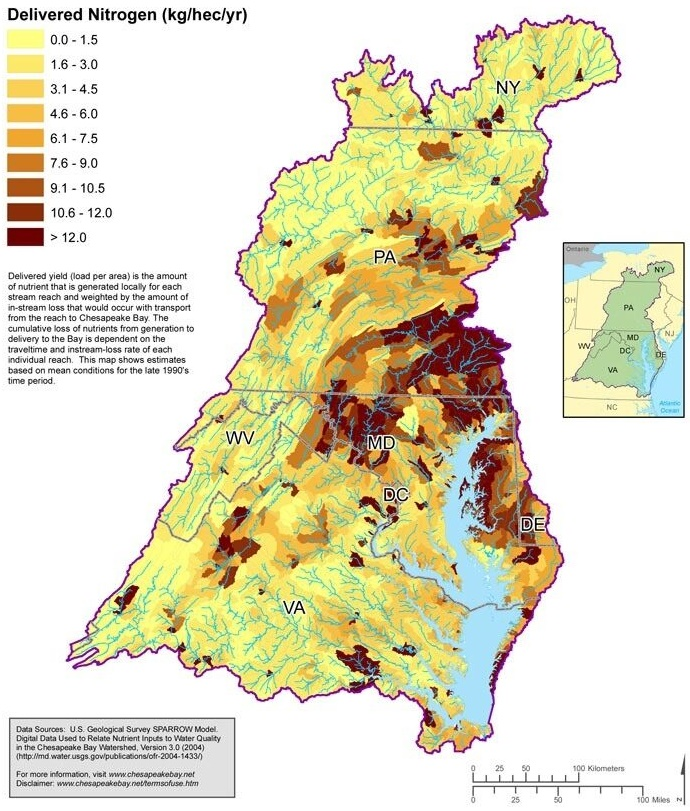 Delivered Nitrogen (kg/hec/yr)
0.0 - 1.5
1.6 - 3.0
3.1 - 4.5
4.6 - 6.0
6.1 - 7.5
7.6 - 9.0
9.1 - 10.5
10.6 - 12.0
> 12.0
Delivered yield (load per area) is the amount
of nutrient that is generated locally for each
stream reach and weighted by the amount of
in-stream loss that would occur with transport
from the reach to Chesapeake Bay. The
cumulative loss of nutrients from generation to
delivery to the Bay is dependent on the
traveltime and instream-loss rate of each
individual reach. This map shows estimates
based on mean conditions for the late 1990's
time period.
NY
PA
WV
MD
DC
DE
VA
Ontario
NY
OH
PA
NJ
MD
WV
DC
DE
VA
NC
Atlantic
Ocean
Data Sources: U.S. Geological Survey SPARROW Model.
Digital Data Used to Relate Nutrient Inputs to Water Quality
in the Chesapeake Bay Watershed, Version 3.0 (2004)
(http://md.water.usgs.gov/publications/ofr-2004-1433/)
For more information, visit www.chesapeakebay.net
Disclaimer: www.chesapeakebay.net/termsofuse.htm
0 25 50 100 Kilometers
0 25 50 100 Miles
N